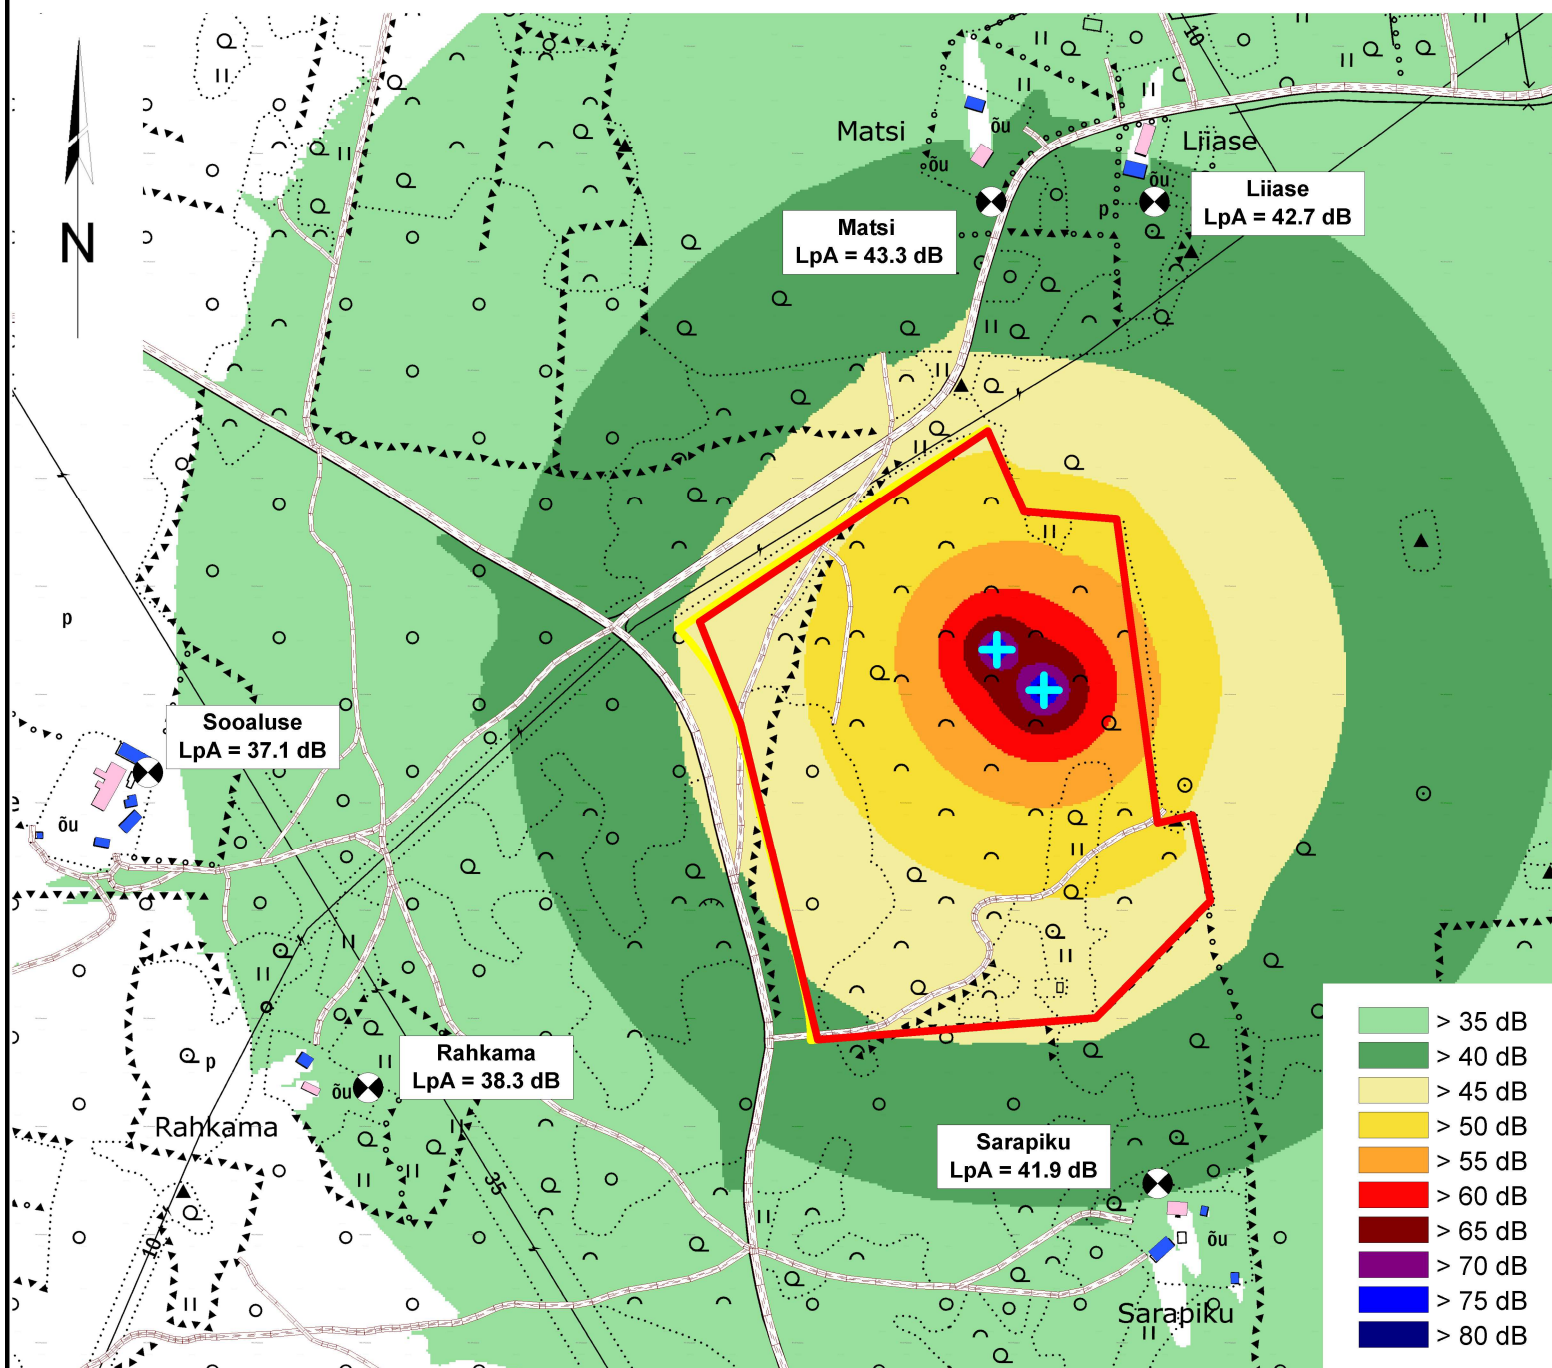 10
Matsi
õu
Liiase
õu
õu
Liiase
LpA = 42.7 dB
p
Matsi
LpA = 43.3 dB
N
p
Sooaluse
LpA = 37.1 dB
e
õu
p
Rahkama
LpA = 38.3 dB
õu
Rahkama
Sarapiku
LpA = 41.9 dB
35
10
õu
Sarapiku
> 35 dB
> 40 dB
> 45 dB
> 50 dB
> 55 dB
> 60 dB
> 65 dB
> 70 dB
> 75 dB
> 80 dB